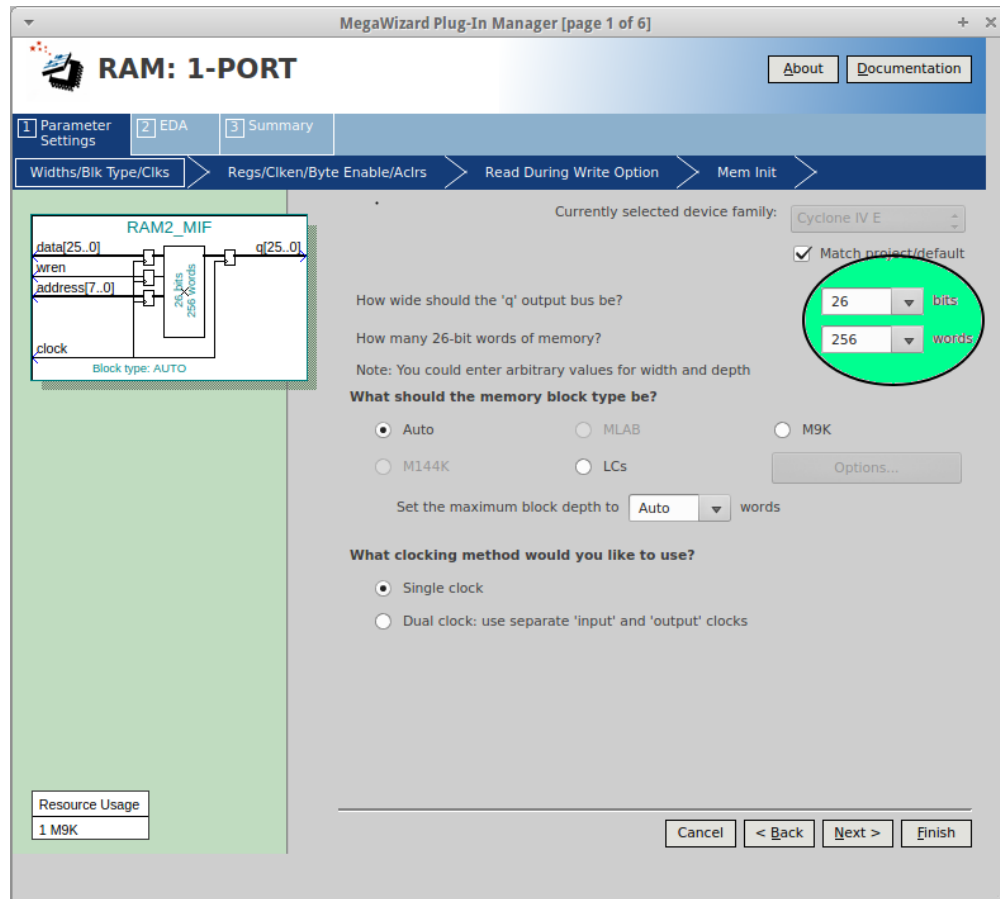 MegaWizard Plug-In Manager [page 1 of 6]
RAM: 1-PORT
About
Documentation
1 Parameter Settings
2 EDA
3 Summary
Widths/Blk Type/Clks
Regs/Clken/Byte Enable/Aclrs
Read During Write Option
Mem Init
RAM2_MIF
data[25..0]
q[25..0]
wren
address[7..0]
26 bits
256 words
clock
Block type: AUTO
Currently selected device family:
Cyclone IV E
Match project/default
How wide should the 'q' output bus be?
26
bits
How many 26-bit words of memory?
256
words
Note: You could enter arbitrary values for width and depth
What should the memory block type be?
Auto
MLAB
M9K
M144K
LCs
Options...
Set the maximum block depth to
Auto
words
What clocking method would you like to use?
Single clock
Dual clock: use separate 'input' and 'output' clocks
Resource Usage
1 M9K
Cancel
< Back
Next >
Finish